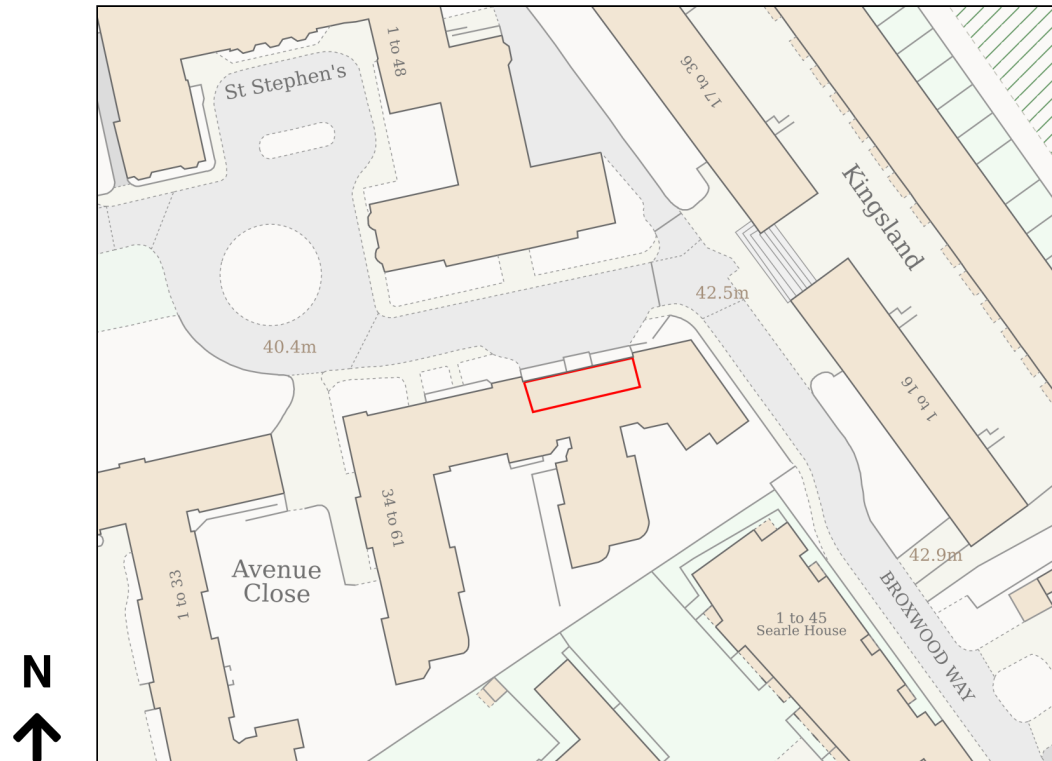 1 to 48
St Stephen's
17 to 36
Kingsland
42.5m
40.4m
1 to 16
34 to 61
42.9m
Avenue
Close
1 to 33
1 to 45
Searle House
BROXWOOD WAY
N